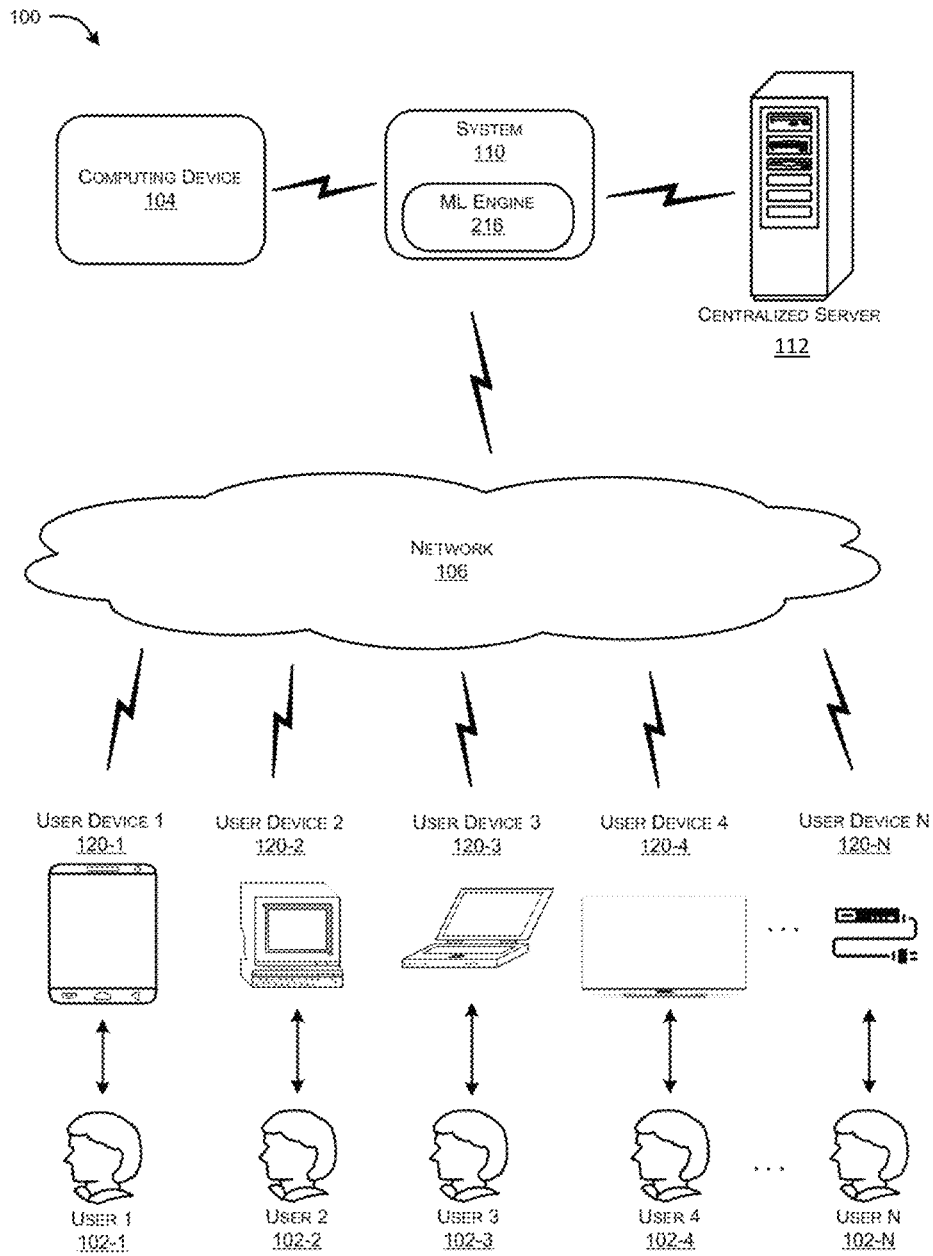 100
COMPUTING DEVICE
104
SYSTEM
110
ML ENGINE
216
CENTRALIZED SERVER
112
NETWORK
106
USER DEVICE 1
120-1
USER DEVICE 2
120-2
USER DEVICE 3
120-3
USER DEVICE 4
120-4
USER DEVICE N
120-N
...
USER 1
102-1
USER 2
102-2
USER 3
102-3
USER 4
102-4
...
USER N
102-N